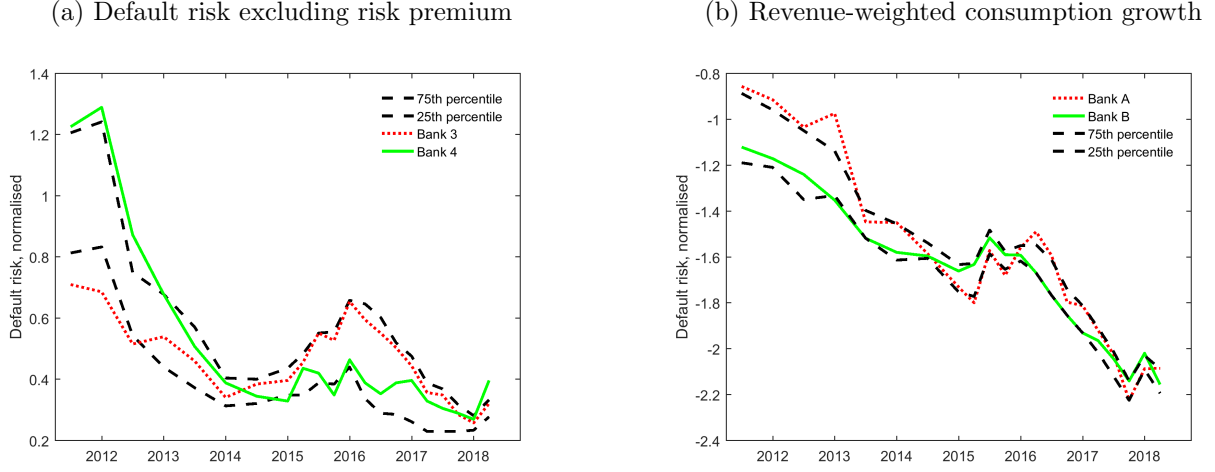 (a) Default risk excluding risk premium
1.4
1.2
1
0.8
0.6
0.4
0.2
Default risk, normalised
75th percentile
25th percentile
Bank 3
Bank 4
2012 2013 2014 2015 2016 2017 2018
(b) Revenue-weighted consumption growth
-0.8
-1
-1.2
-1.4
-1.6
-1.8
-2
-2.2
-2.4
Default risk, normalised
Bank A
Bank B
75th percentile
25th percentile
2012 2013 2014 2015 2016 2017 2018